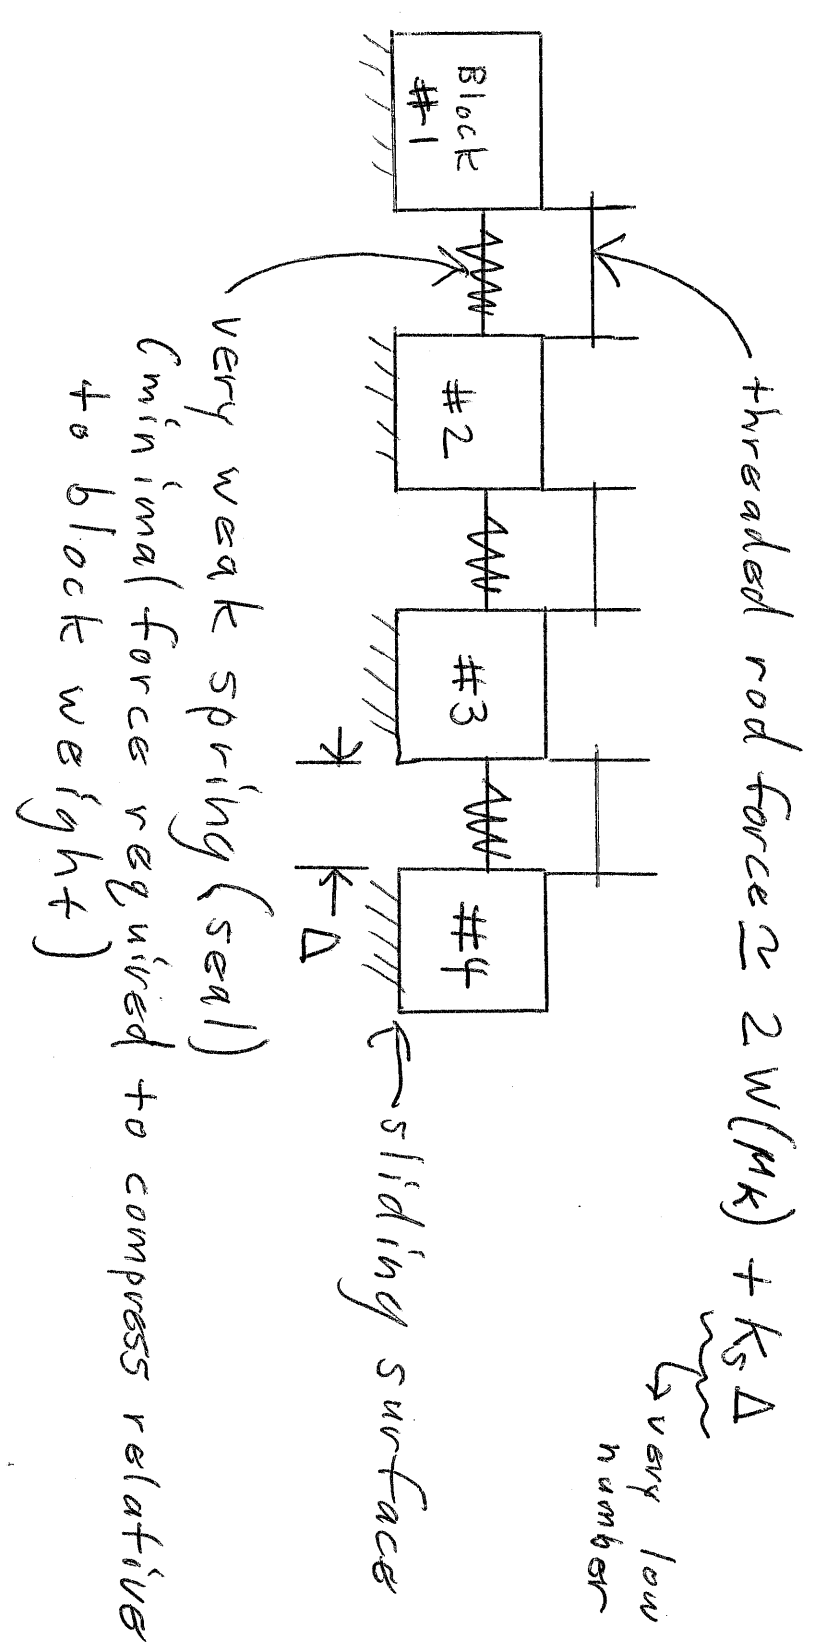 threaded rod force ≃ 2W(μk) + ksΔ
very low
number
Block
#1
#2
#3
#4
Δ
sliding surface
very weak spring (seal)
(minimal force required to compress relative
to block weight)